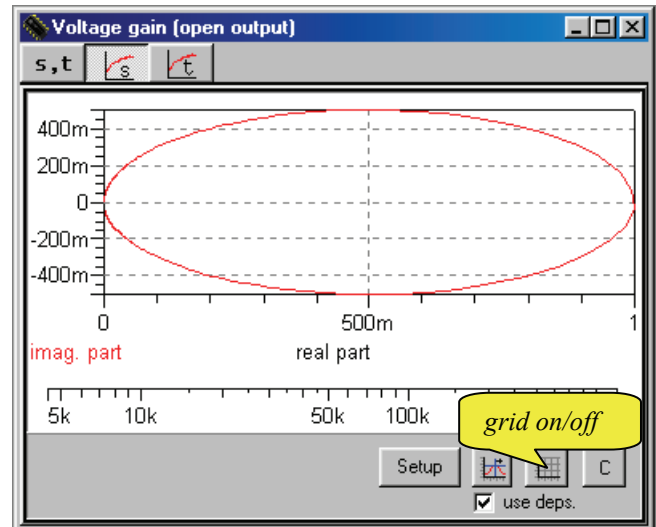 Voltage gain (open output)
s,t s t
400m
200m
0
-200m
-400m
0 500m 1
imag. part real part
5k 10k 50k 100k
grid on/off
Setup C
use deps.